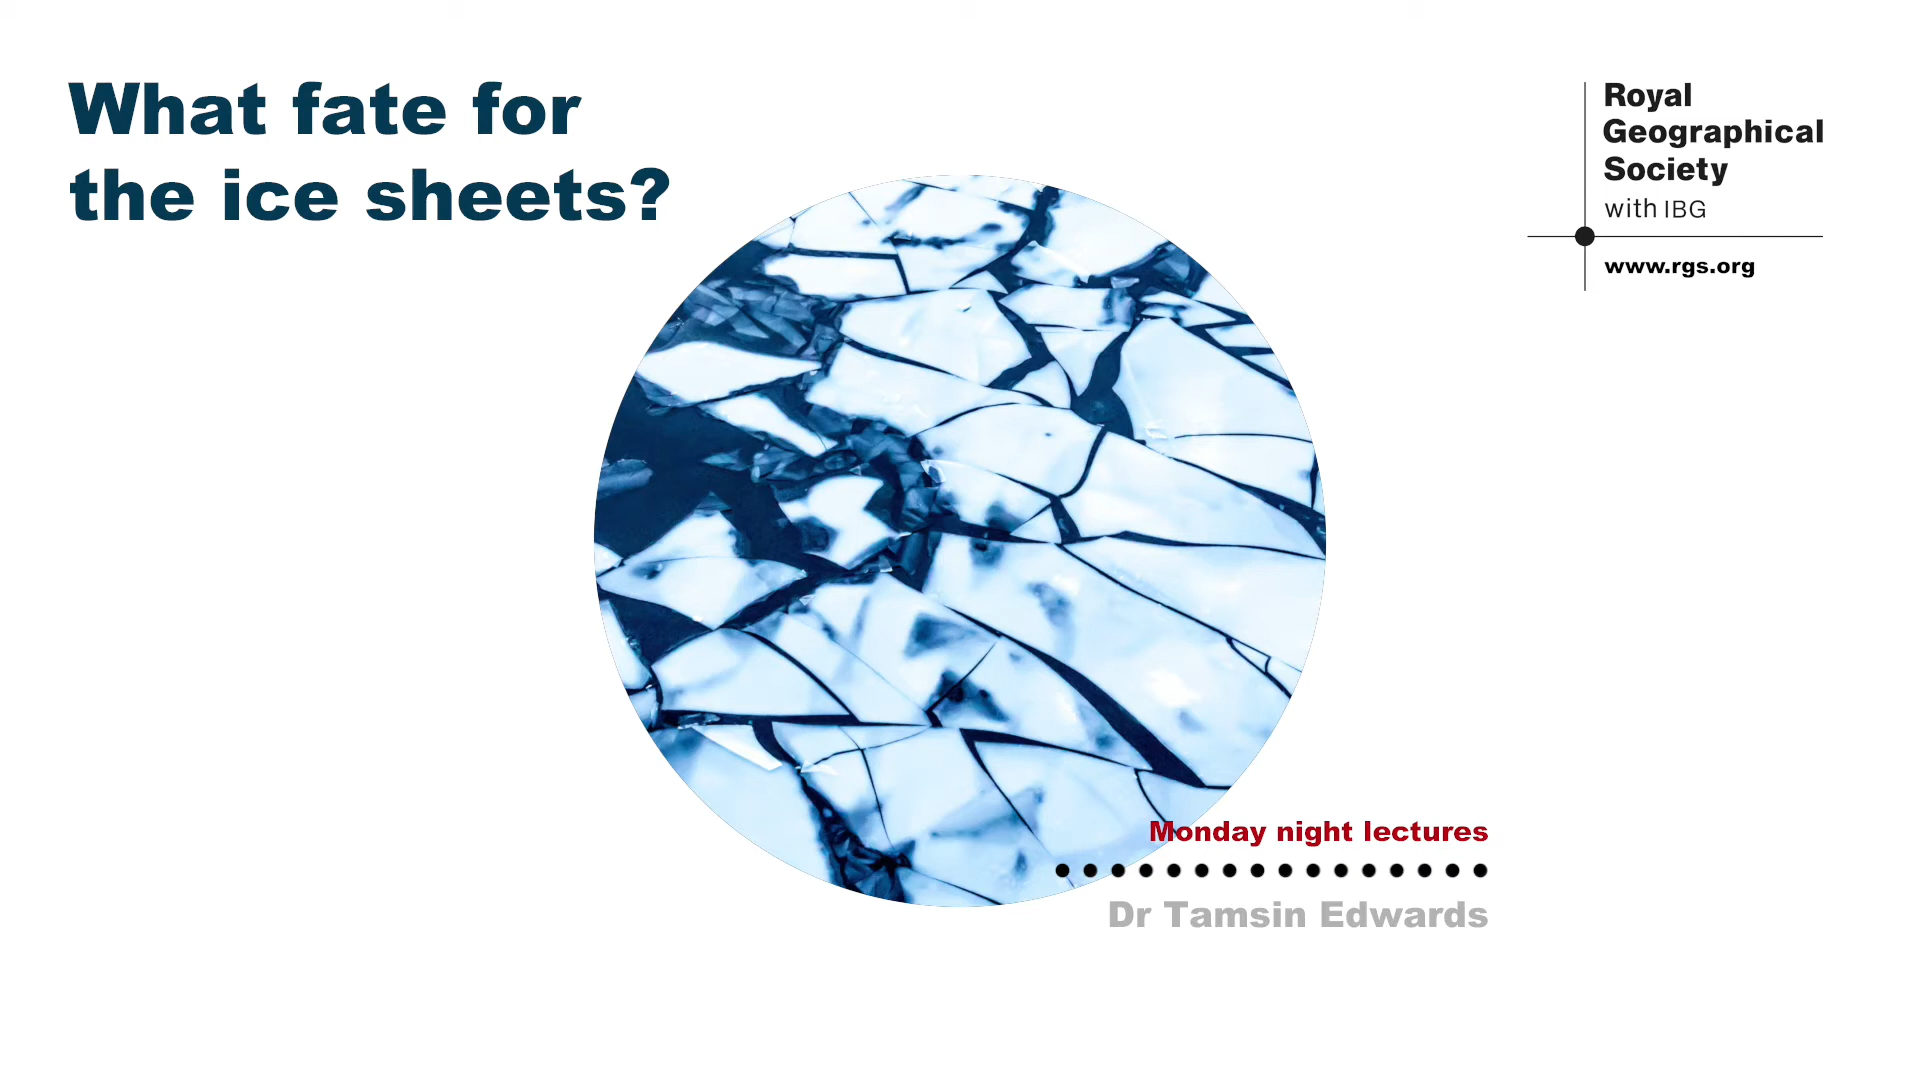 What fate for
the ice sheets?
Royal
Geographical
Society
with IBG
www.rgs.org
Monday night lectures
Dr Tamsin Edwards